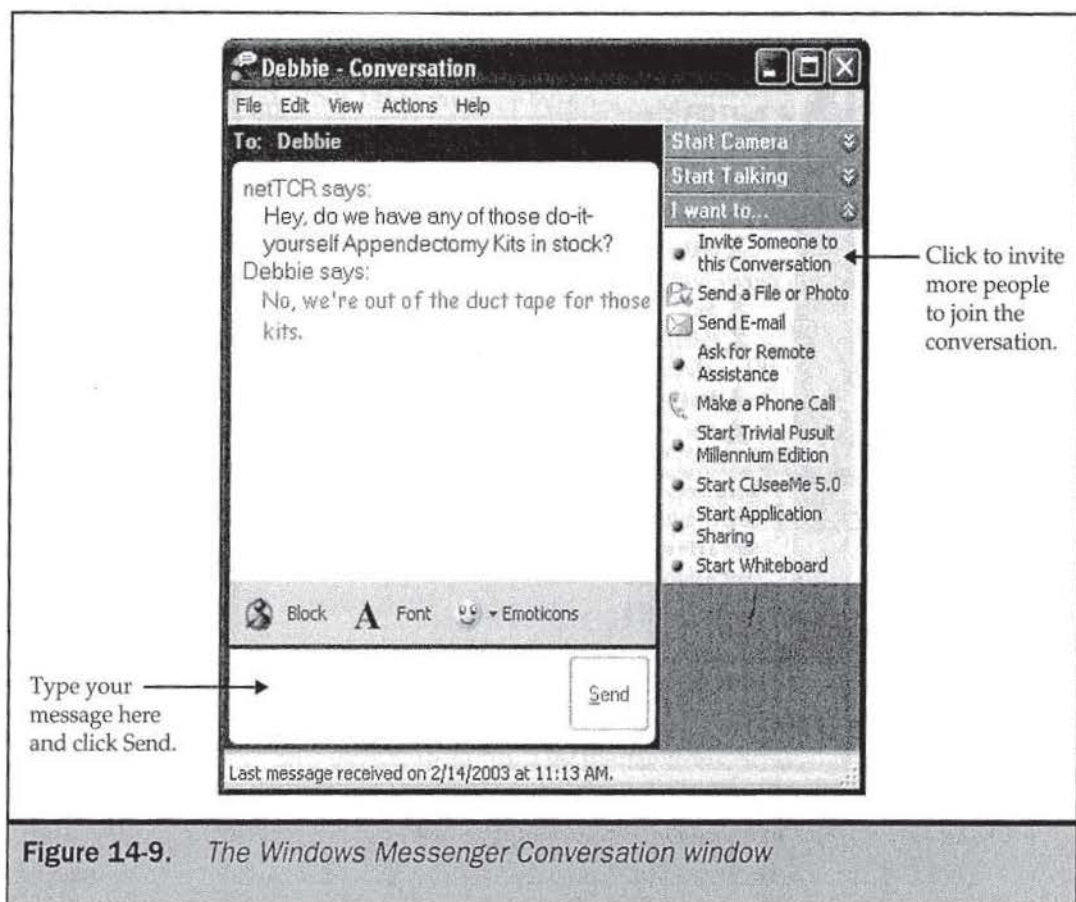 Debbie - Conversation
File Edit View Actions Help
To: Debbie
netTCR says:
Hey, do we have any of those do-it-
yourself Appendectomy Kits in stock?
Debbie says:
No, we're out of the duct tape for those
kits.
Start Camera
Start Talking
I want to...
Invite Someone to
this Conversation
Send a File or Photo
Send E-mail
Ask for Remote
Assistance
Make a Phone Call
Start Trivial Pusuit
Millennium Edition
Start CUseeMe 5.0
Start Application
Sharing
Start Whiteboard
Click to invite
more people
to join the
conversation.
Block A Font Emoticons
Type your
message here
and click Send.
Send
Last message received on 2/14/2003 at 11:13 AM.
Figure 14-9. The Windows Messenger Conversation window